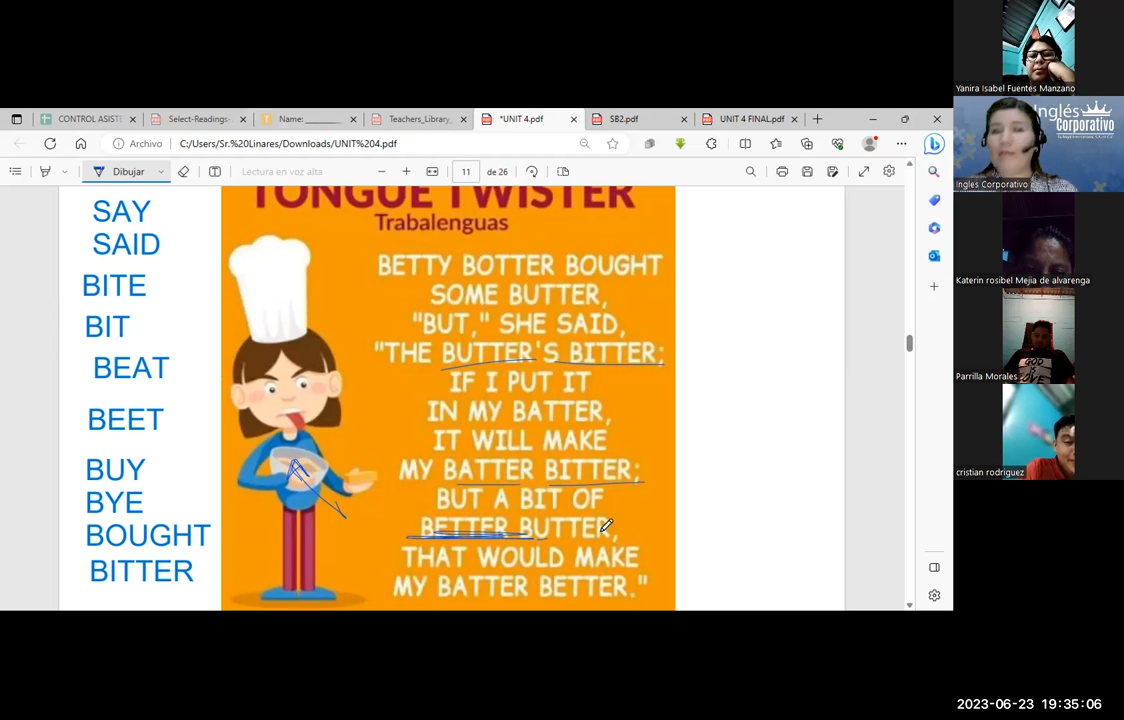 CONTROL ASIST
Select-Readings-
Name: ________
Teachers_Library_
*UNIT 4.pdf
SB2.pdf
UNIT 4 FINAL.pdf
Archivo
C:/Users/Sr.%20Linares/Downloads/UNIT%204.pdf
Dibujar
Lectura en voz alta
11
de 26
TONGUE TWISTER
Trabalenguas
SAY
SAID
BITE
BIT
BEAT
BEET
BUY
BYE
BOUGHT
BITTER
BETTY BOTTER BOUGHT
SOME BUTTER,
"BUT," SHE SAID,
"THE BUTTER'S BITTER;
IF I PUT IT
IN MY BATTER,
IT WILL MAKE
MY BATTER BITTER;
BUT A BIT OF
BETTER BUTTER,
THAT WOULD MAKE
MY BATTER BETTER."
Yanira Isabel Fuentes Manzano
Inglés
Corporativo
Ingles Corporativo
Katerin rosibel Mejia de alvarenga
GOD
Parrilla Morales
cristian rodriguez
2023-06-23 19:35:06